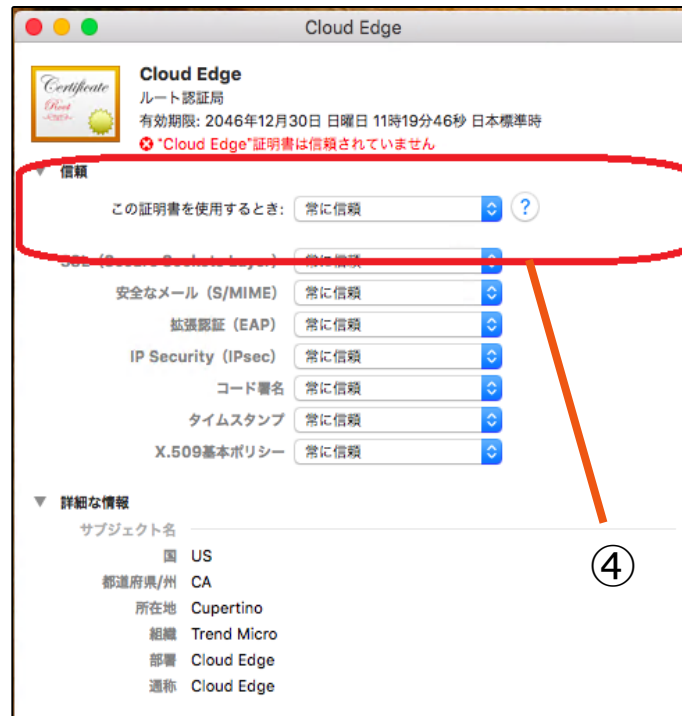 Cloud Edge
Certificate
Root
Cloud Edge
ルート認証局
有効期限: 2046年12月30日 日曜日 11時19分46秒 日本標準時
"Cloud Edge"証明書は信頼されていません
▼ 信頼
この証明書を使用するとき: 常に信頼 ?
SSL (Secure Sockets Layer) 常に信頼
安全なメール（S/MIME） 常に信頼
拡張認証（EAP） 常に信頼
IP Security（IPsec） 常に信頼
コード署名 常に信頼
タイムスタンプ 常に信頼
X.509基本ポリシー 常に信頼
④
▼ 詳細な情報
サブジェクト名
国 US
都道府県/州 CA
所在地 Cupertino
組織 Trend Micro
部署 Cloud Edge
通称 Cloud Edge